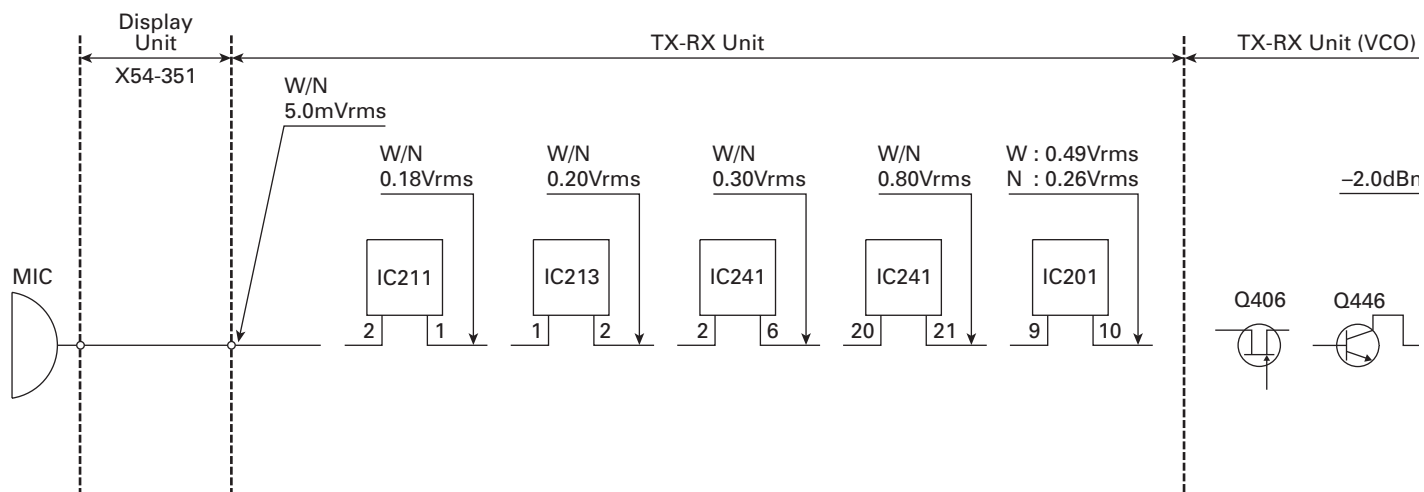 Display
Unit
X54-351
TX-RX Unit
TX-RX Unit (VCO)
W/N
5.0mVrms
W/N
0.18Vrms
W/N
0.20Vrms
W/N
0.30Vrms
W/N
0.80Vrms
W : 0.49Vrms
N : 0.26Vrms
–2.0dBm
MIC
IC211
IC213
IC241
IC241
IC201
Q406
Q446
2 1
1 2
2 6
20 21
9 10